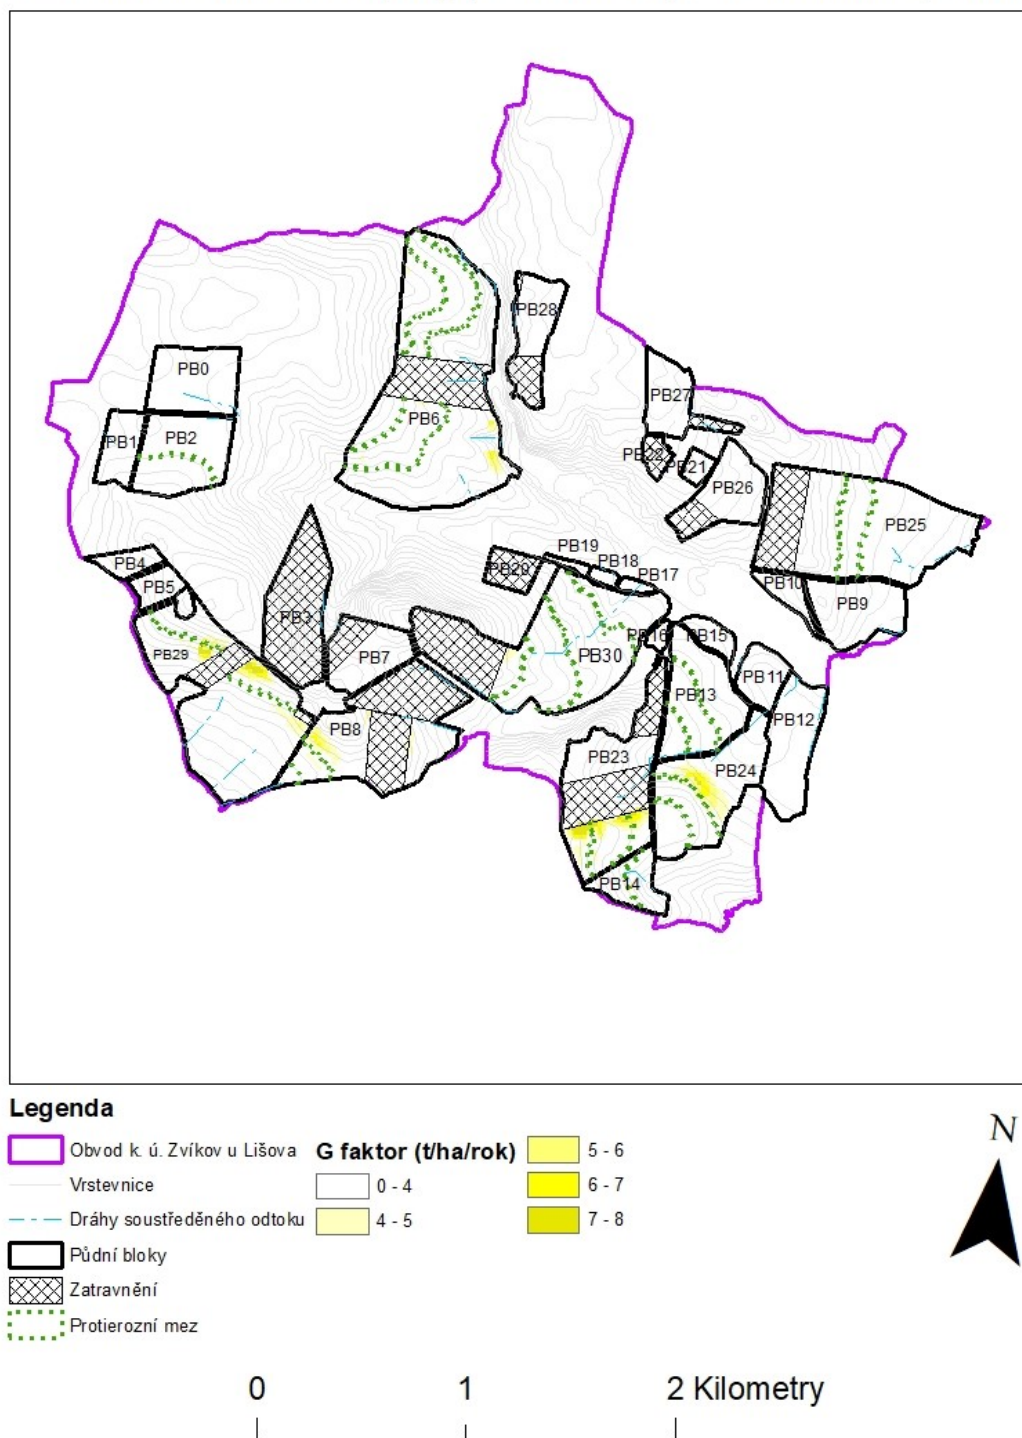 PB28
PB0
PB27
PB6
PB1
PB2
PB22
PB21
PB26
PB25
PB19
PB18
PB17
PB20
PB4
PB5
PB10
PB9
PB3
PB16
PB15
PB29
PB7
PB30
PB11
PB13
PB12
PB8
PB23
PB24
PB14
Legenda
Obvod k. ú. Zvíkov u Lišova
Vrstevnice
Dráhy soustředěného odtoku
Půdní bloky
Zatravnění
Protierozní mez
G faktor (t/ha/rok)
0 - 4
4 - 5
5 - 6
6 - 7
7 - 8
N
0 1 2 Kilometry